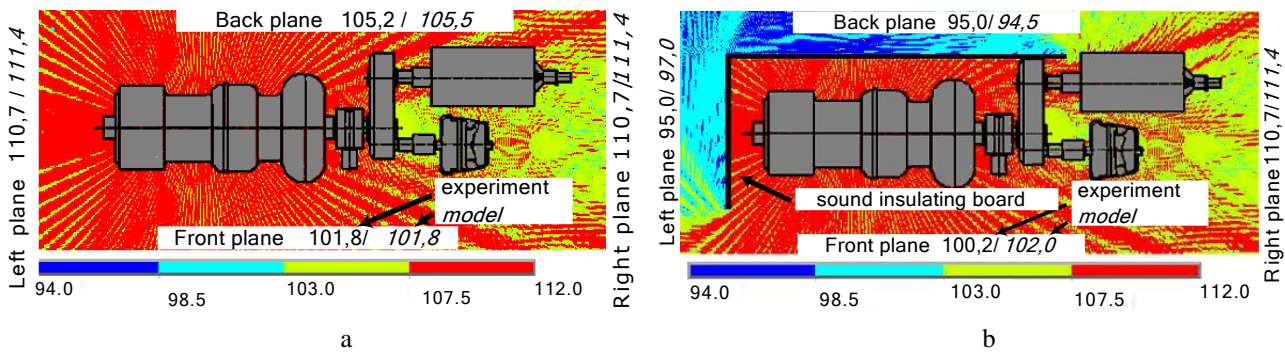 Back plane 105,2 / 105,5
Left plane 110,7 / 111,4
Right plane 110,7/111,4
experiment
model
Front plane 101,8/ 101,8
94.0
98.5
103.0
107.5
112.0
a
Back plane 95,0/ 94,5
Left plane 95,0/ 97,0
Right plane 110,7/111,4
sound insulating board
experiment
model
Front plane 100,2/ 102,0
94.0
98.5
103.0
107.5
112.0
b